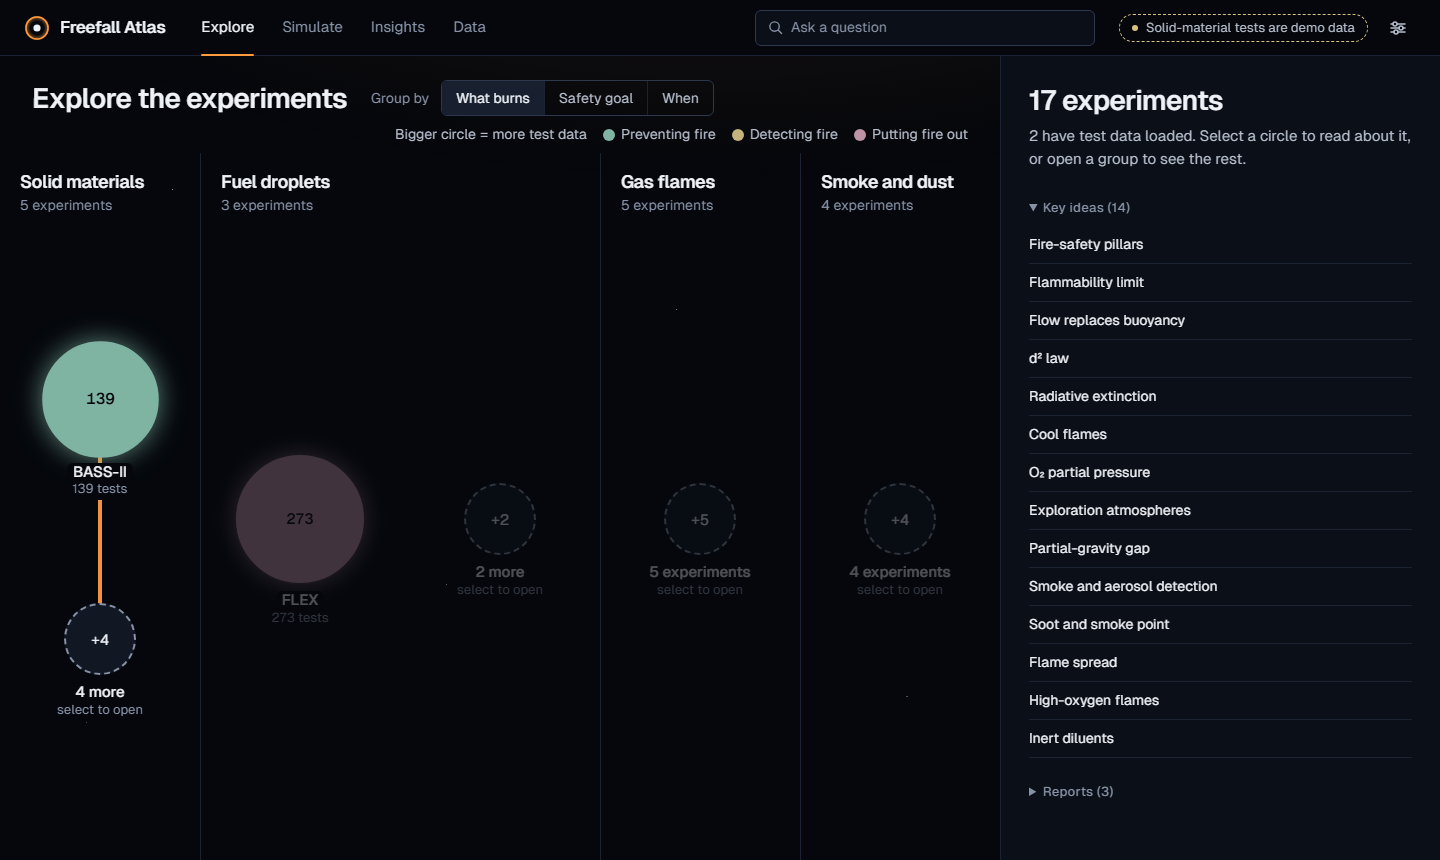 Freefall Atlas
Explore
Simulate
Insights
Data
Ask a question
Solid-material tests are demo data
Explore the experiments
Group by
What burns
Safety goal
When
Bigger circle = more test data
Preventing fire
Detecting fire
Putting fire out
Solid materials
5 experiments
Fuel droplets
3 experiments
Gas flames
5 experiments
Smoke and dust
4 experiments
139
BASS-II
139 tests
+4
4 more
select to open
273
FLEX
273 tests
+2
2 more
select to open
+5
5 experiments
select to open
+4
4 experiments
select to open
17 experiments
2 have test data loaded. Select a circle to read about it,
or open a group to see the rest.
Key ideas (14)
Fire-safety pillars
Flammability limit
Flow replaces buoyancy
d² law
Radiative extinction
Cool flames
O₂ partial pressure
Exploration atmospheres
Partial-gravity gap
Smoke and aerosol detection
Soot and smoke point
Flame spread
High-oxygen flames
Inert diluents
Reports (3)